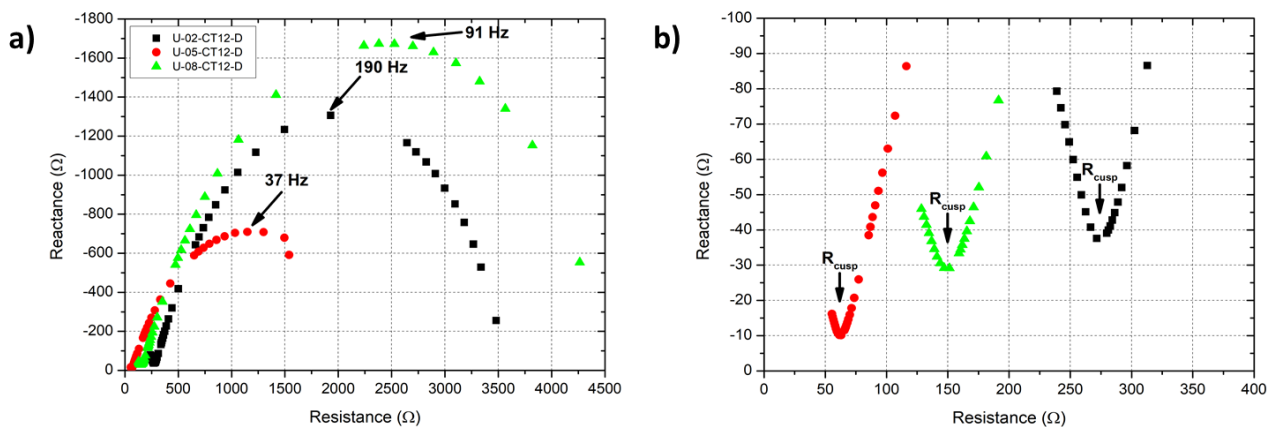 a)
U-02-CT12-D
U-05-CT12-D
U-08-CT12-D
91 Hz
190 Hz
37 Hz
-1800
-1600
-1400
-1200
-1000
-800
-600
-400
-200
0
Reactance (Ω)
0 500 1000 1500 2000 2500 3000 3500 4000 4500
Resistance (Ω)
b)
-100
-90
-80
-70
-60
-50
-40
-30
-20
-10
0
Reactance (Ω)
Rcusp
Rcusp
Rcusp
0 50 100 150 200 250 300 350 400
Resistance (Ω)